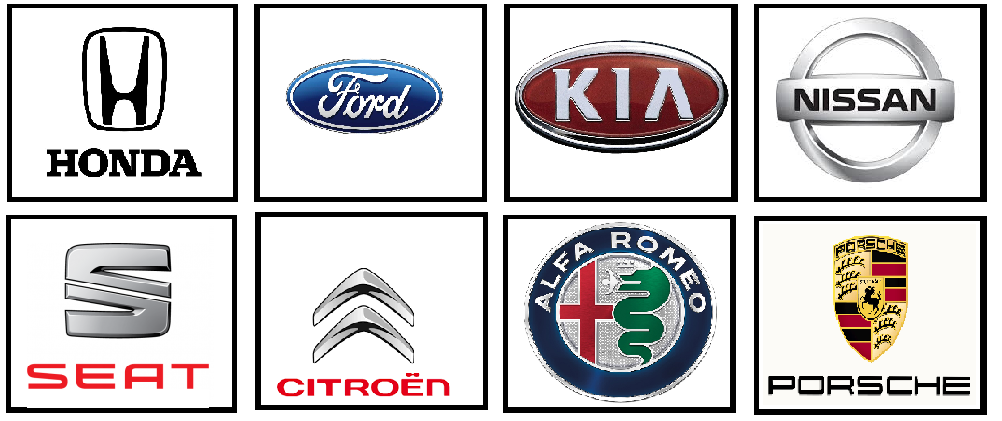 HONDA
Ford
KIA
NISSAN
SEAT
CITROËN
ALFA ROMEO
PORSCHE
PORSCHE